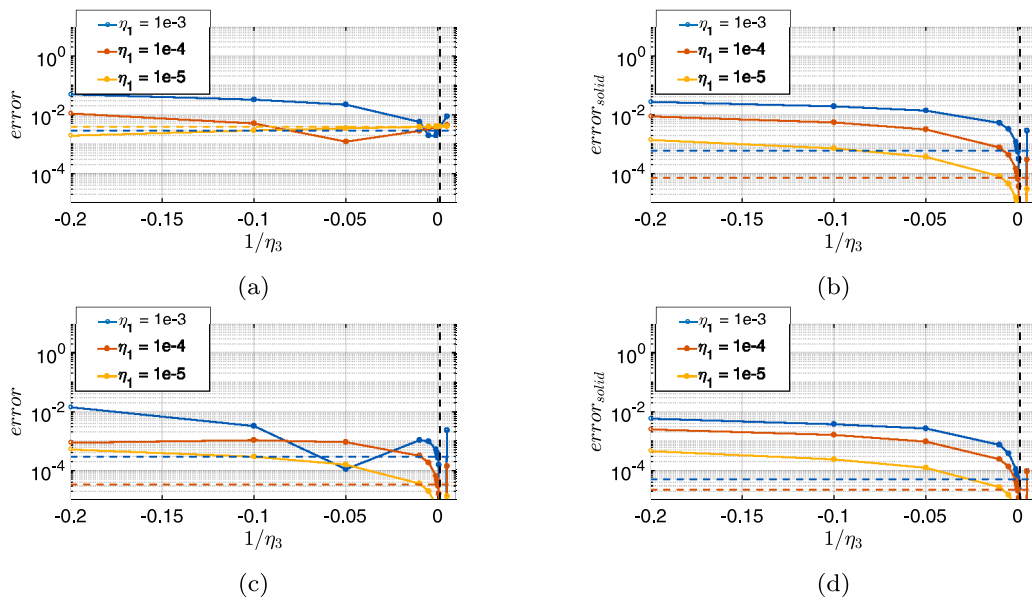 η1 = 1e-3
η1 = 1e-4
η1 = 1e-5
10^0
10^-2
10^-4
error
-0.2 -0.15 -0.1 -0.05 0
1/η3
(a)
η1 = 1e-3
η1 = 1e-4
η1 = 1e-5
10^0
10^-2
10^-4
error_solid
-0.2 -0.15 -0.1 -0.05 0
1/η3
(b)
η1 = 1e-3
η1 = 1e-4
η1 = 1e-5
10^0
10^-2
10^-4
error
-0.2 -0.15 -0.1 -0.05 0
1/η3
(c)
η1 = 1e-3
η1 = 1e-4
η1 = 1e-5
10^0
10^-2
10^-4
error_solid
-0.2 -0.15 -0.1 -0.05 0
1/η3
(d)